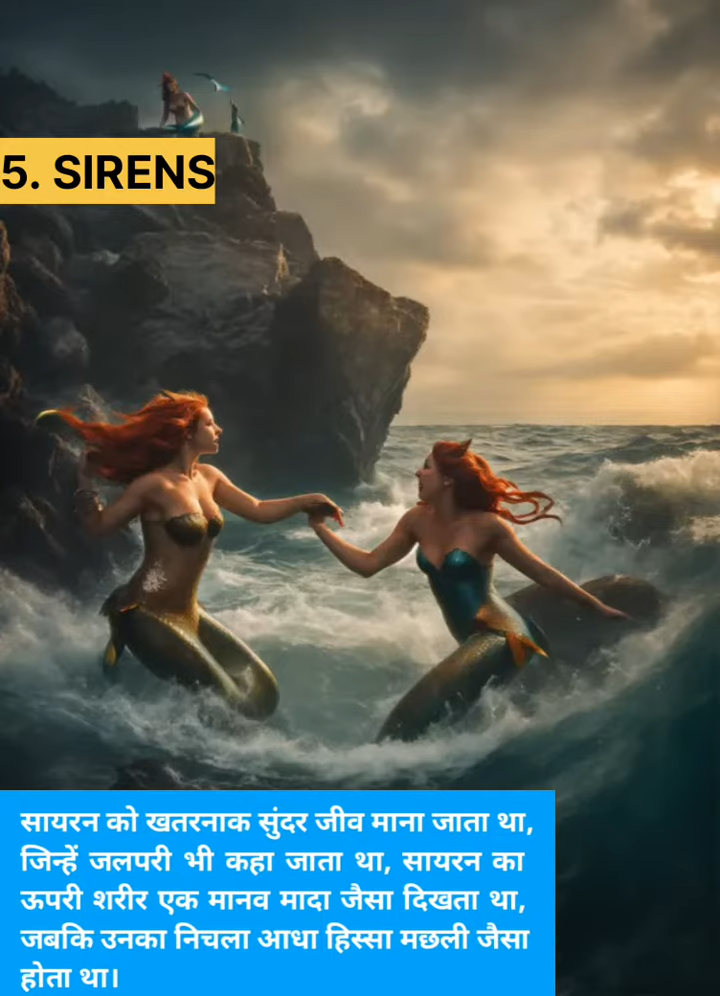 5. SIRENS
सायरन को खतरनाक सुंदर जीव माना जाता था,
जिन्हें जलपरी भी कहा जाता था, सायरन का
ऊपरी शरीर एक मानव मादा जैसा दिखता था,
जबकि उनका निचला आधा हिस्सा मछली जैसा
होता था।